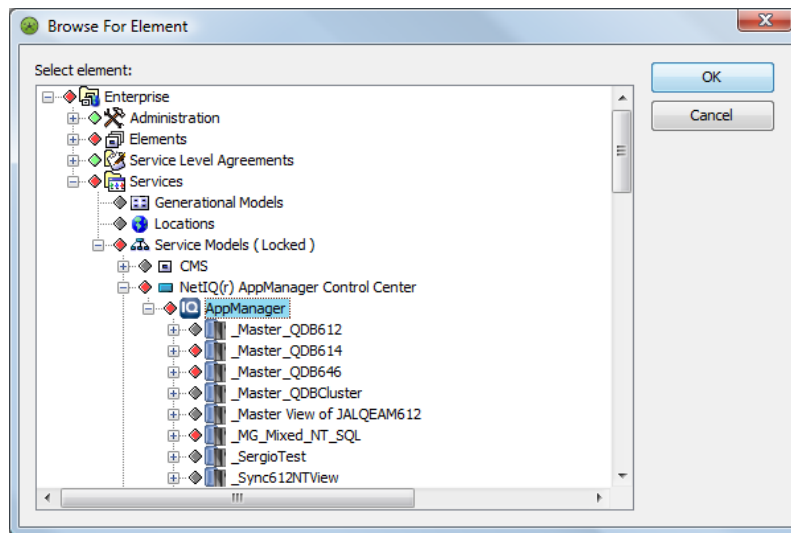 Browse For Element
Select element:
OK
Cancel
Enterprise
Administration
Elements
Service Level Agreements
Services
Generational Models
Locations
Service Models ( Locked )
CMS
NetIQ(r) AppManager Control Center
IQ AppManager
_Master_QDB612
_Master_QDB614
_Master_QDB646
_Master_QDBCluster
_Master View of JALQEAM612
_MG_Mixed_NT_SQL
_SergioTest
_Sync612NTView